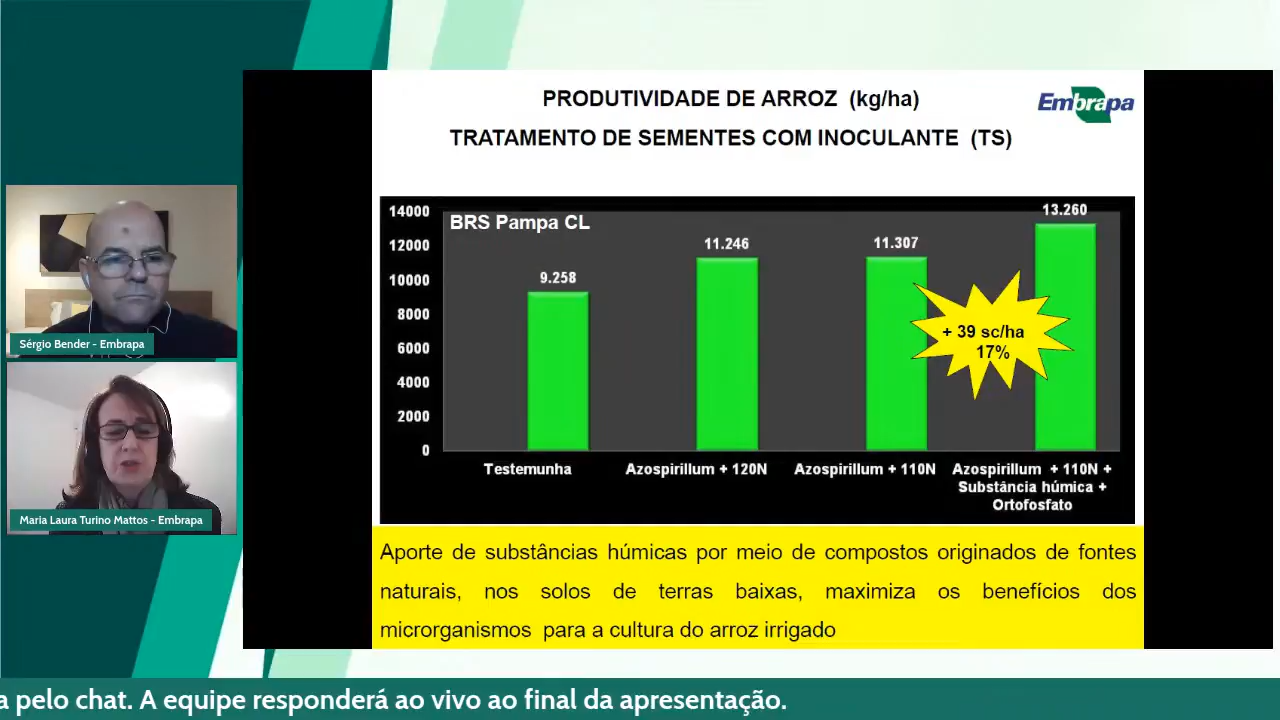 PRODUTIVIDADE DE ARROZ (kg/ha)
TRATAMENTO DE SEMENTES COM INOCULANTE (TS)
Embrapa
BRS Pampa CL
14000
12000
10000
8000
6000
4000
2000
0
9.258
11.246
11.307
13.260
+ 39 sc/ha
17%
Testemunha
Azospirillum + 120N
Azospirillum + 110N
Azospirillum + 110N +
Substância húmica +
Ortofosfato
Aporte de substâncias húmicas por meio de compostos originados de fontes
naturais, nos solos de terras baixas, maximiza os benefícios dos
microrganismos para a cultura do arroz irrigado
Sérgio Bender - Embrapa
Maria Laura Turino Mattos - Embrapa
a pelo chat. A equipe responderá ao vivo ao final da apresentação.